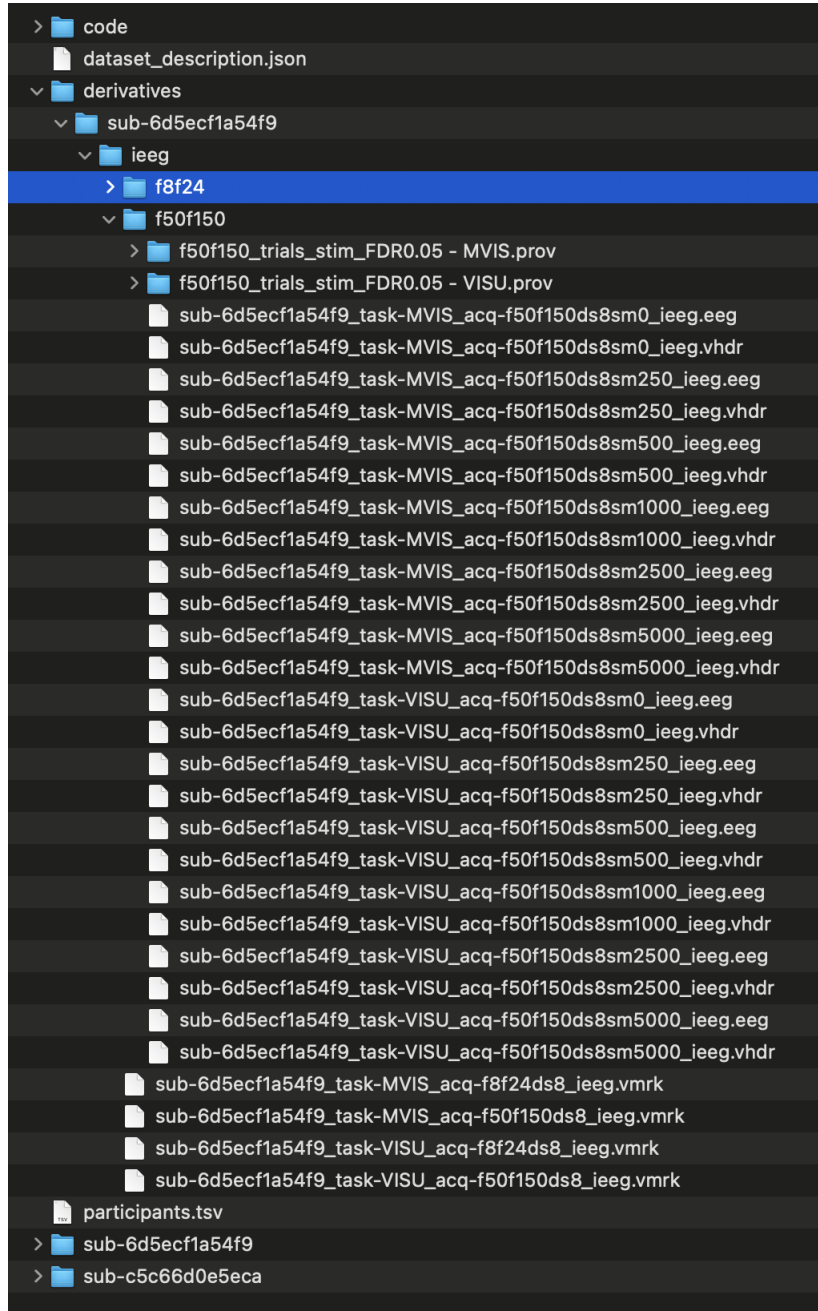 code
dataset_description.json
derivatives
sub-6d5ecf1a54f9
ieeg
f8f24
f50f150
f50f150_trials_stim_FDR0.05 - MVIS.prov
f50f150_trials_stim_FDR0.05 - VISU.prov
sub-6d5ecf1a54f9_task-MVIS_acq-f50f150ds8sm0_ieeg.eeg
sub-6d5ecf1a54f9_task-MVIS_acq-f50f150ds8sm0_ieeg.vhdr
sub-6d5ecf1a54f9_task-MVIS_acq-f50f150ds8sm250_ieeg.eeg
sub-6d5ecf1a54f9_task-MVIS_acq-f50f150ds8sm250_ieeg.vhdr
sub-6d5ecf1a54f9_task-MVIS_acq-f50f150ds8sm500_ieeg.eeg
sub-6d5ecf1a54f9_task-MVIS_acq-f50f150ds8sm500_ieeg.vhdr
sub-6d5ecf1a54f9_task-MVIS_acq-f50f150ds8sm1000_ieeg.eeg
sub-6d5ecf1a54f9_task-MVIS_acq-f50f150ds8sm1000_ieeg.vhdr
sub-6d5ecf1a54f9_task-MVIS_acq-f50f150ds8sm2500_ieeg.eeg
sub-6d5ecf1a54f9_task-MVIS_acq-f50f150ds8sm2500_ieeg.vhdr
sub-6d5ecf1a54f9_task-MVIS_acq-f50f150ds8sm5000_ieeg.eeg
sub-6d5ecf1a54f9_task-MVIS_acq-f50f150ds8sm5000_ieeg.vhdr
sub-6d5ecf1a54f9_task-VISU_acq-f50f150ds8sm0_ieeg.eeg
sub-6d5ecf1a54f9_task-VISU_acq-f50f150ds8sm0_ieeg.vhdr
sub-6d5ecf1a54f9_task-VISU_acq-f50f150ds8sm250_ieeg.eeg
sub-6d5ecf1a54f9_task-VISU_acq-f50f150ds8sm250_ieeg.vhdr
sub-6d5ecf1a54f9_task-VISU_acq-f50f150ds8sm500_ieeg.eeg
sub-6d5ecf1a54f9_task-VISU_acq-f50f150ds8sm500_ieeg.vhdr
sub-6d5ecf1a54f9_task-VISU_acq-f50f150ds8sm1000_ieeg.eeg
sub-6d5ecf1a54f9_task-VISU_acq-f50f150ds8sm1000_ieeg.vhdr
sub-6d5ecf1a54f9_task-VISU_acq-f50f150ds8sm2500_ieeg.eeg
sub-6d5ecf1a54f9_task-VISU_acq-f50f150ds8sm2500_ieeg.vhdr
sub-6d5ecf1a54f9_task-VISU_acq-f50f150ds8sm5000_ieeg.eeg
sub-6d5ecf1a54f9_task-VISU_acq-f50f150ds8sm5000_ieeg.vhdr
sub-6d5ecf1a54f9_task-MVIS_acq-f8f24ds8_ieeg.vmrk
sub-6d5ecf1a54f9_task-MVIS_acq-f50f150ds8_ieeg.vmrk
sub-6d5ecf1a54f9_task-VISU_acq-f8f24ds8_ieeg.vmrk
sub-6d5ecf1a54f9_task-VISU_acq-f50f150ds8_ieeg.vmrk
TSV participants.tsv
sub-6d5ecf1a54f9
sub-c5c66d0e5eca